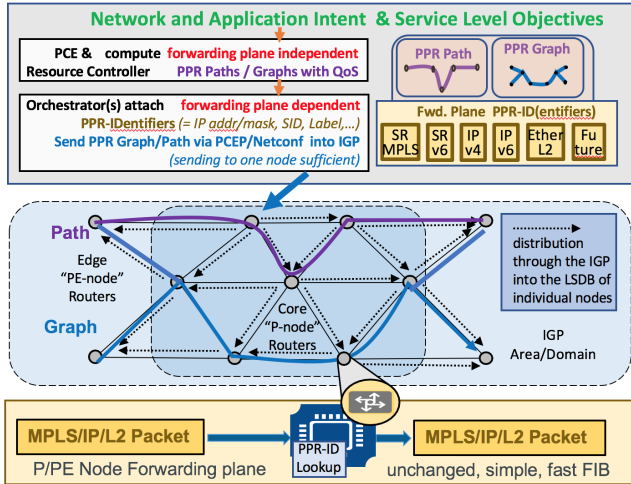 Network and Application Intent & Service Level Objectives
PCE & compute forwarding plane independent
Resource Controller PPR Paths / Graphs with QoS
Orchestrator(s) attach forwarding plane dependent
PPR-IDentifiers (= IP addr/mask, SID, Label,...)
Send PPR Graph/Path via PCEP/Netconf into IGP
(sending to one node sufficient)
PPR Path
PPR Graph
Fwd. Plane PPR-ID(entifiers)
SR
MPLS
SR
v6
IP
v4
IP
v6
Ether
L2
Fu
ture
Path
Edge
"PE-node"
Routers
Graph
Core
"P-node"
Routers
distribution
through the IGP
into the LSDB of
individual nodes
IGP
Area/Domain
MPLS/IP/L2 Packet
PPR-ID
Lookup
MPLS/IP/L2 Packet
P/PE Node Forwarding plane
unchanged, simple, fast FIB